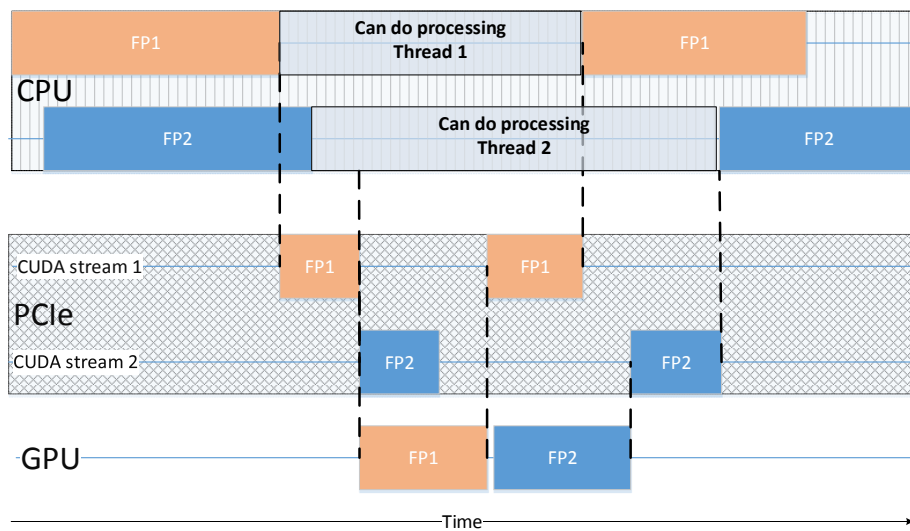 FP1
Can do processing
Thread 1
FP1
CPU
FP2
Can do processing
Thread 2
FP2
CUDA stream 1
FP1
FP1
PCIe
CUDA stream 2
FP2
FP2
GPU
FP1
FP2
Time